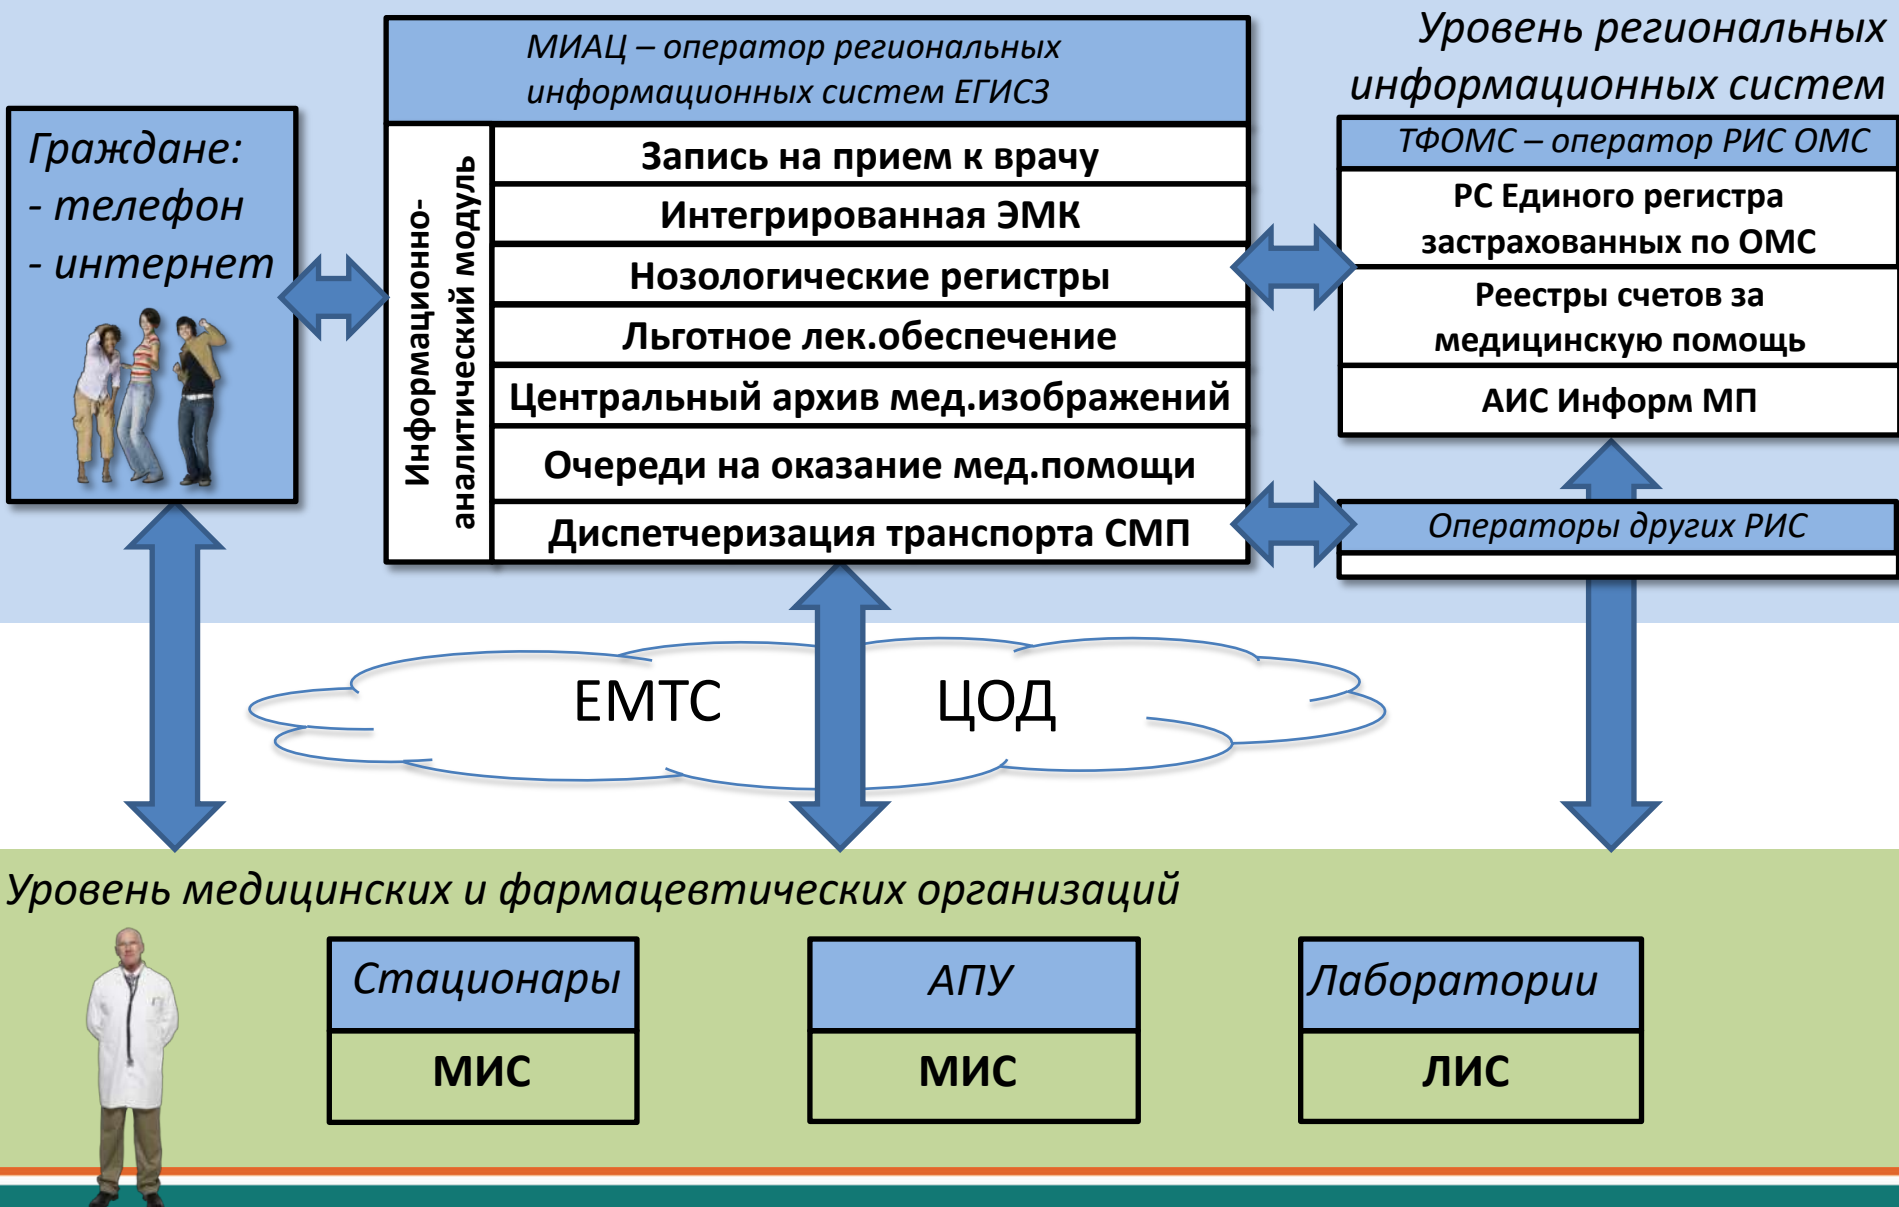 Уровень региональных
информационных систем
МИАЦ – оператор региональных
информационных систем ЕГИСЗ
Граждане:
- телефон
- интернет
Информационно-
аналитический модуль
Запись на прием к врачу
Интегрированная ЭМК
Нозологические регистры
Льготное лек.обеспечение
Центральный архив мед.изображений
Очереди на оказание мед.помощи
Диспетчеризация транспорта СМП
ТФОМС – оператор РИС ОМС
РС Единого регистра
застрахованных по ОМС
Реестры счетов за
медицинскую помощь
АИС Информ МП
Операторы других РИС
ЕМТС
ЦОД
Уровень медицинских и фармацевтических организаций
Стационары
МИС
АПУ
МИС
Лаборатории
ЛИС